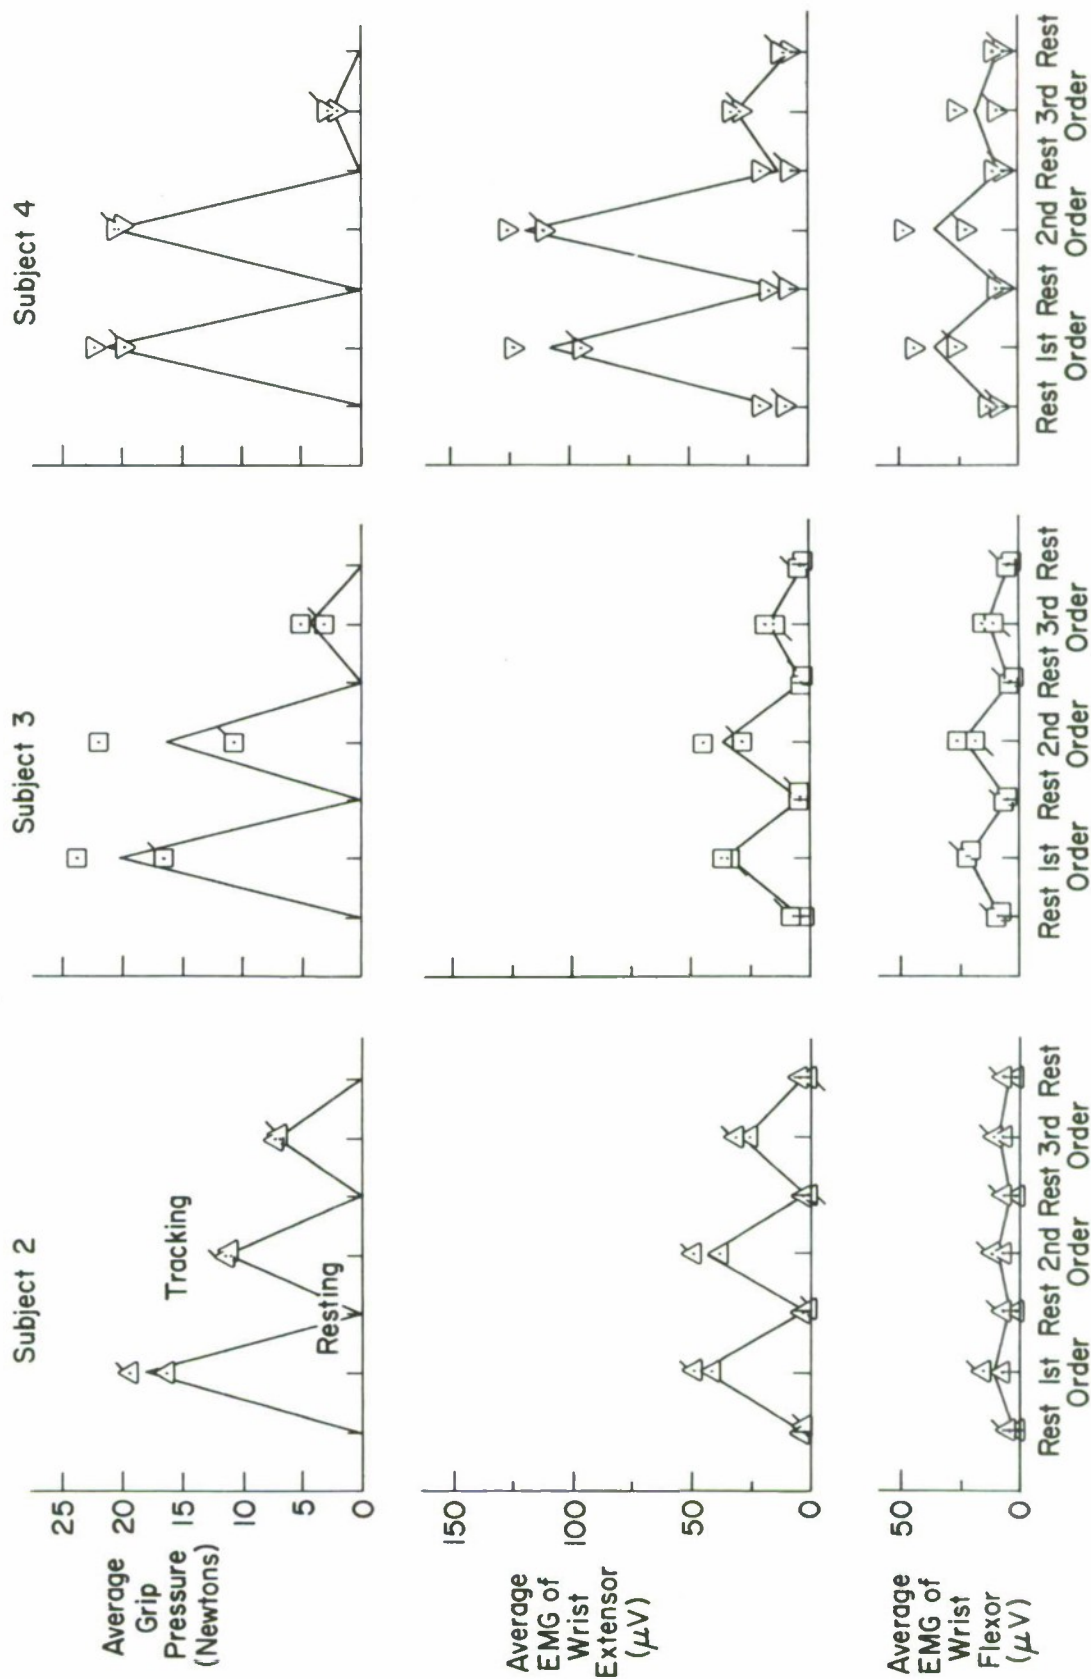 Subject 2
Subject 3
Subject 4
25
20
15
10
5
0
Average
Grip
Pressure
(Newtons)
Tracking
Resting
150
100
50
0
Average
EMG of
Wrist
Extensor
(μV)
50
0
Average
EMG of
Wrist
Flexor
(μV)
Rest 1st Rest 2nd Rest 3rd Rest
Order Order Order
Rest 1st Rest 2nd Rest 3rd Rest
Order Order Order
Rest 1st Rest 2nd Rest 3rd Rest
Order Order Order